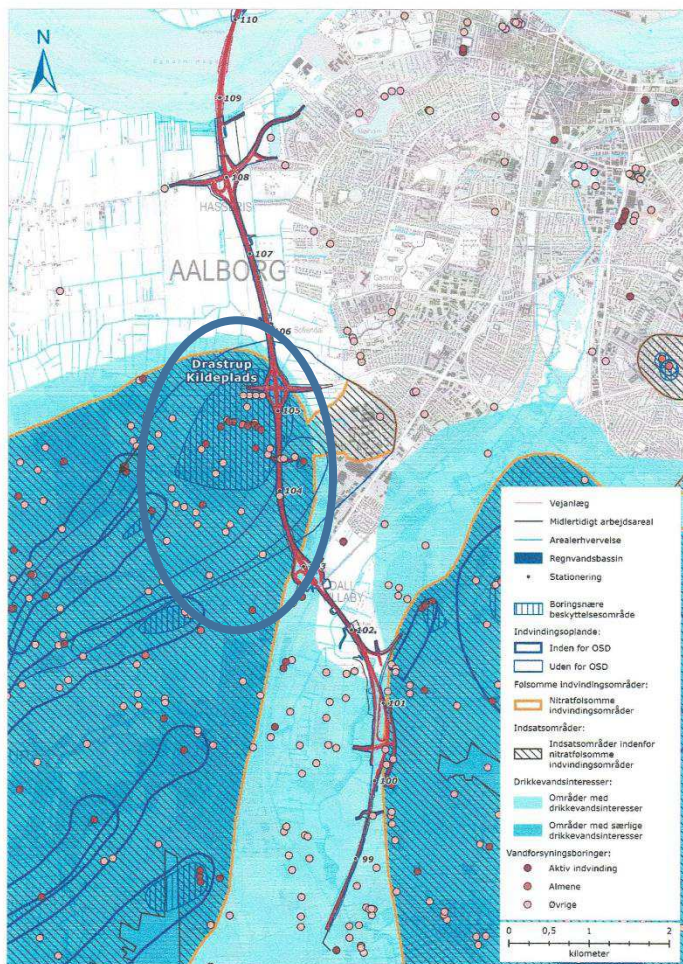 110
N
109
108
HASSERIS
107
AALBORG
106
Drastrup
Kildeplads
105
104
DALL
102
101
100
99
Vejanlæg
Midlertidigt arbejdsareal
Arealerhvervelse
Regnvandsbassin
Stationering
Boringsnære
beskyttelsesområde
Indvindingsoplande:
Inden for OSD
Uden for OSD
Følsomme indvindingsområder:
Nitratfølsomme
indvindingsområder
Indsatsområder:
Indsatsområder indenfor
nitratfølsomme
indvindingsområder
Drikkevandsinteresser:
Områder med
drikkevandsinteresser
Områder med særlige
drikkevandsinteresser
Vandforsyningsboringer:
Aktiv indvinding
Almene
Øvrige
0 0,5 1 2
kilometer